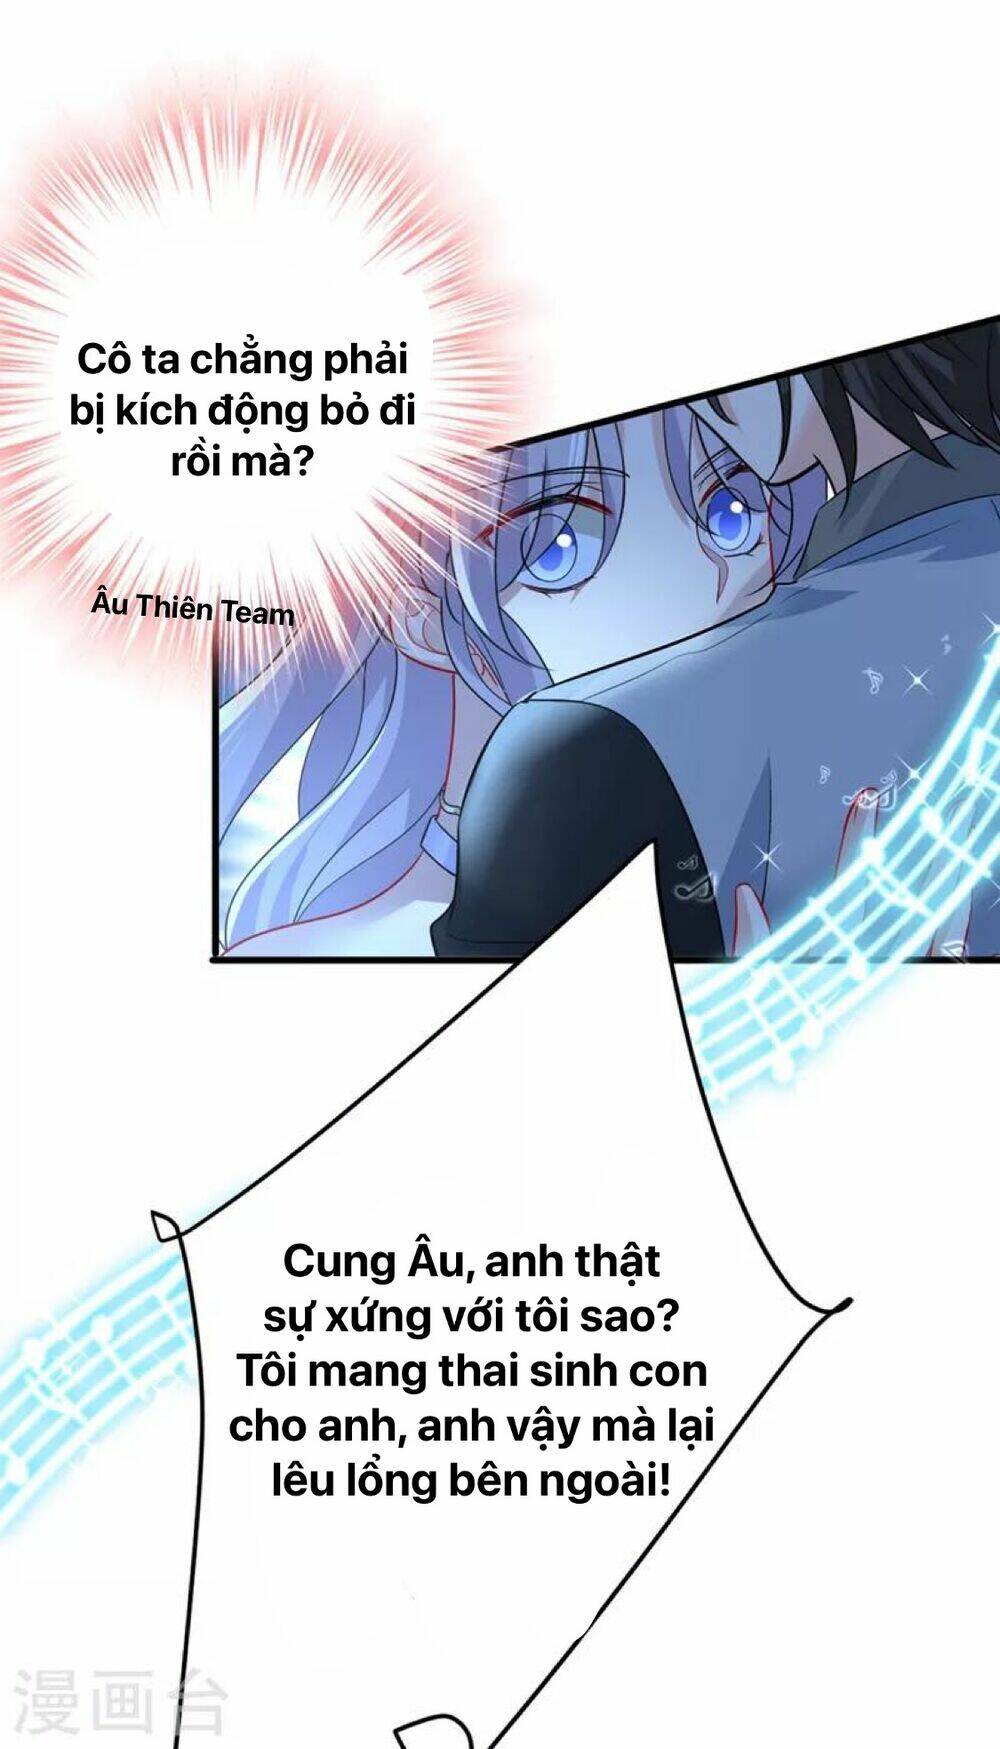 Cô ta chẳng phải
bị kích động bỏ đi
rồi mà?
Âu Thiên Team
Cung Âu, anh thật
sự xứng với tôi sao?
Tôi mang thai sinh con
cho anh, anh vậy mà lại
lêu lổng bên ngoài!
漫画台